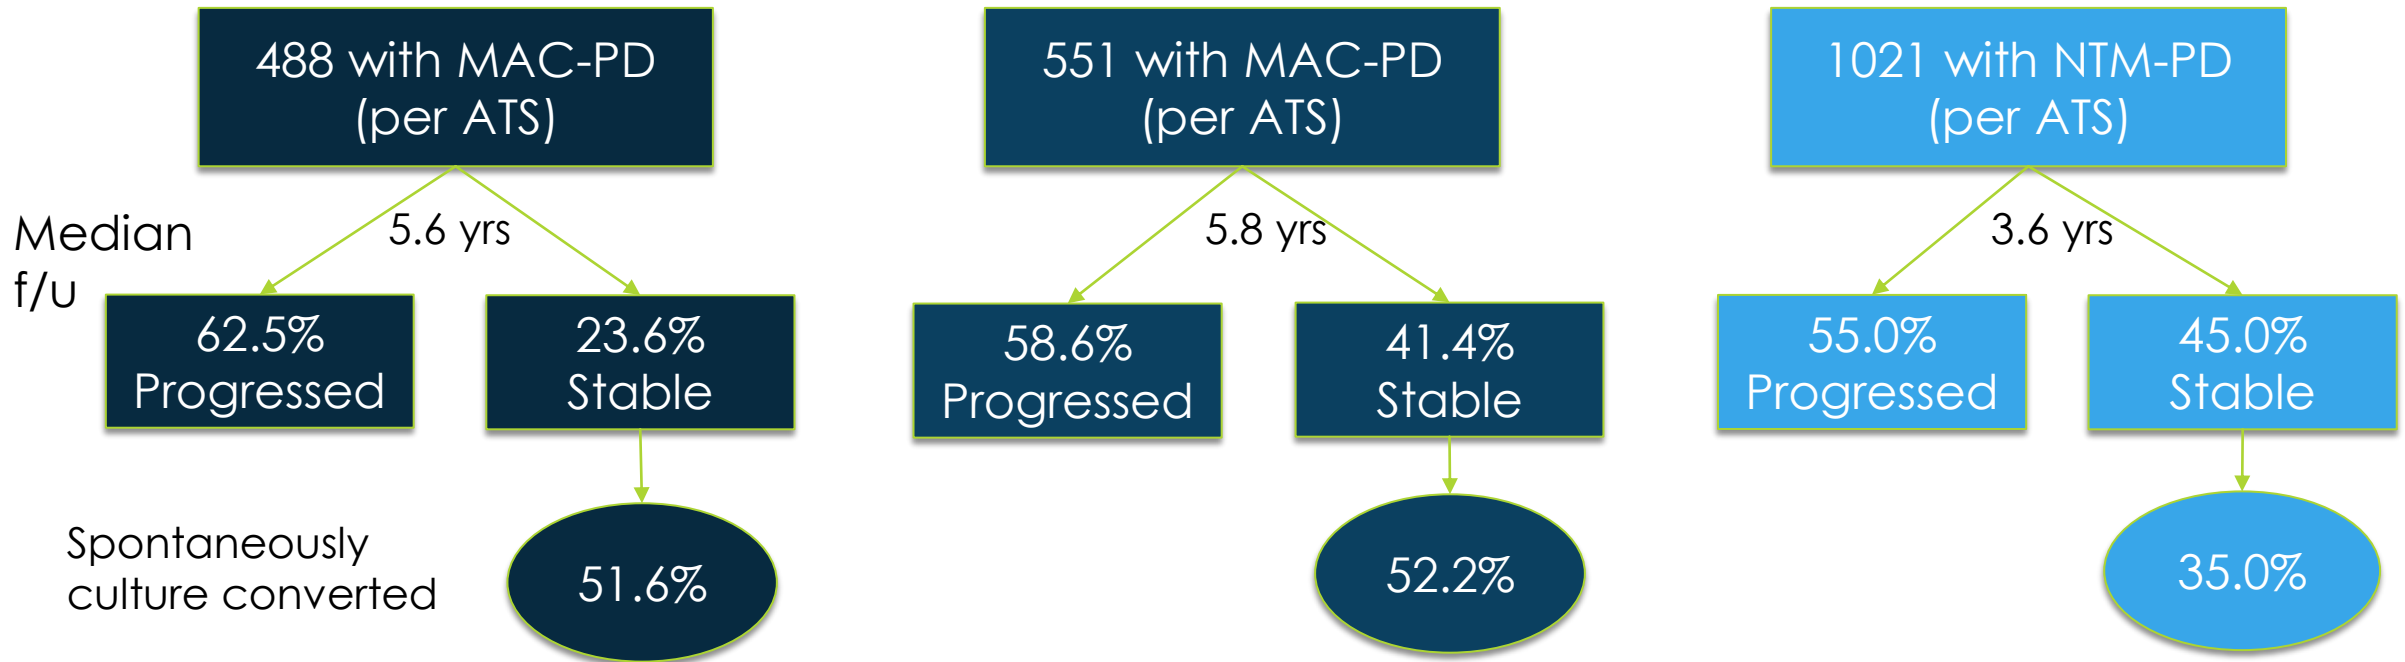 488 with MAC-PD
(per ATS)
551 with MAC-PD
(per ATS)
1021 with NTM-PD
(per ATS)
Median
f/u
5.6 yrs
5.8 yrs
3.6 yrs
62.5%
Progressed
23.6%
Stable
58.6%
Progressed
41.4%
Stable
55.0%
Progressed
45.0%
Stable
Spontaneously
culture converted
51.6%
52.2%
35.0%